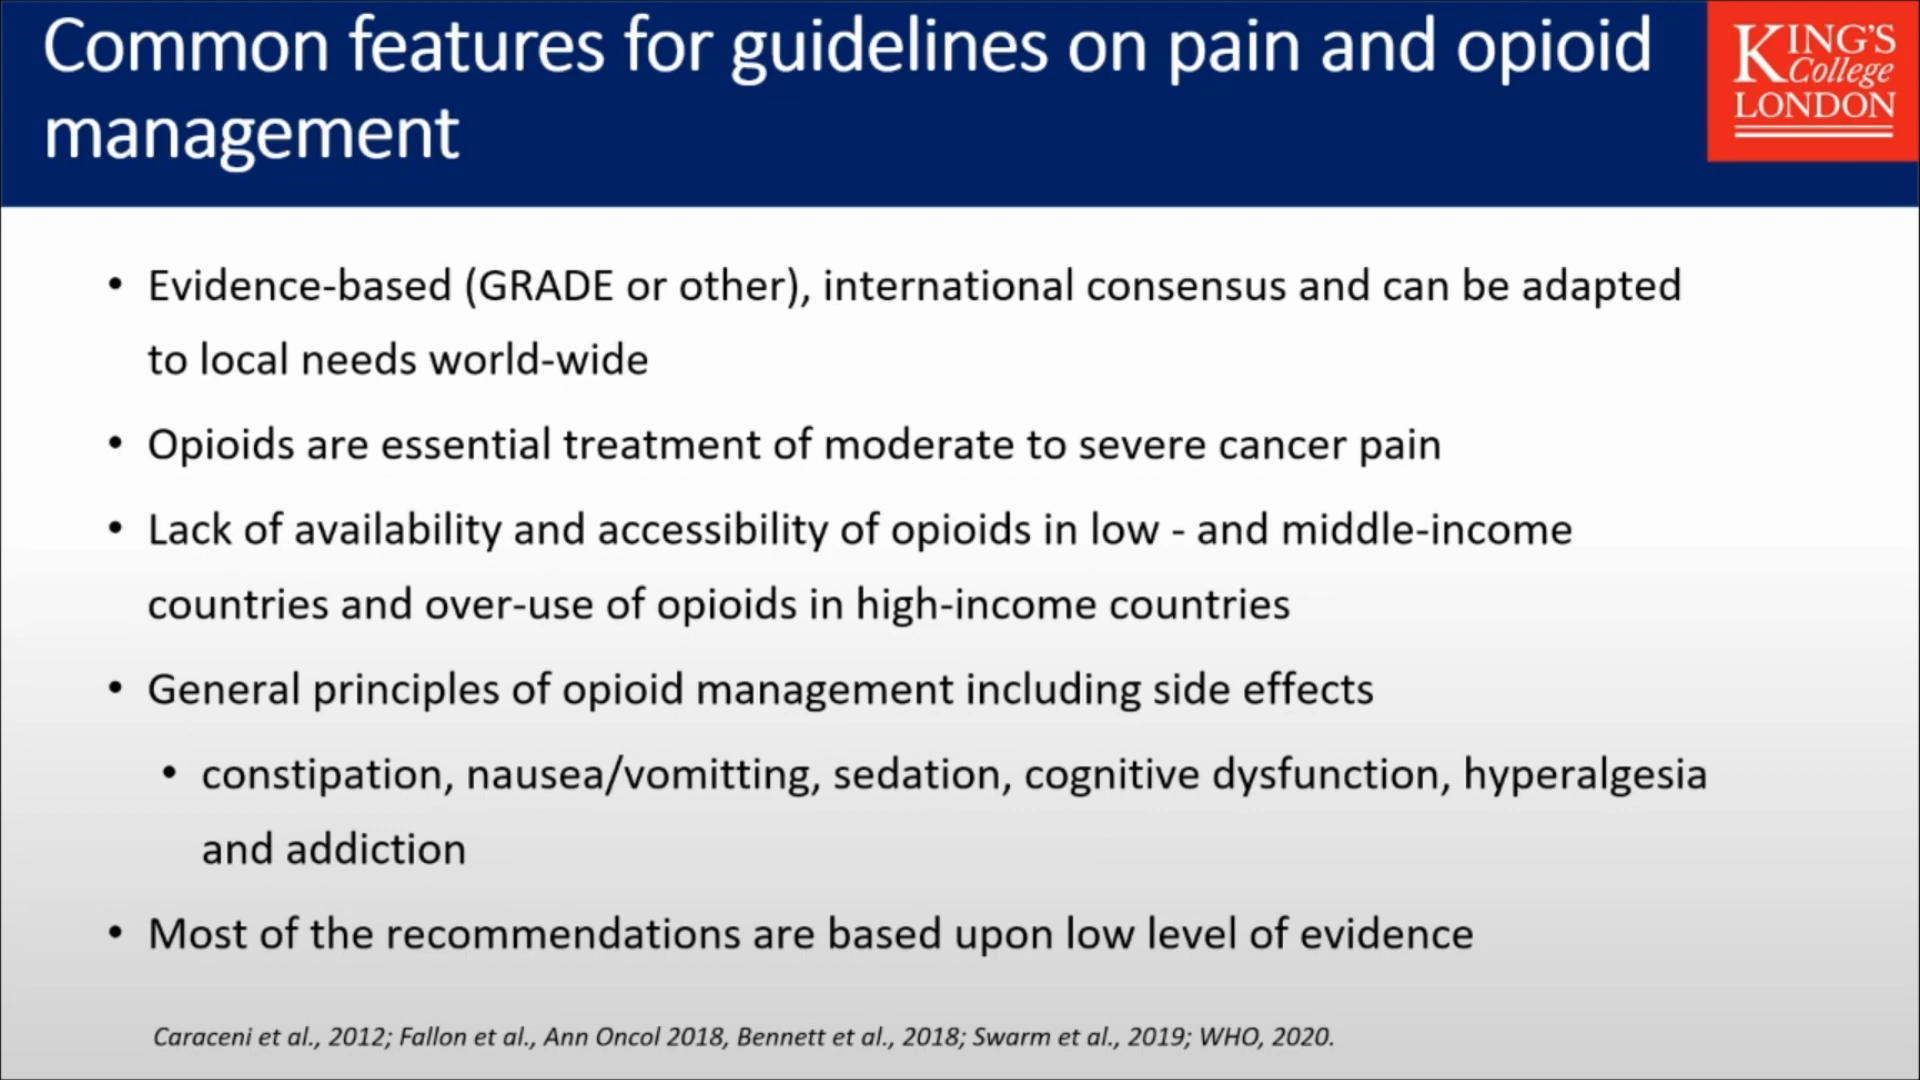 Common features for guidelines on pain and opioid
management
KING'S
College
LONDON
• Evidence-based (GRADE or other), international consensus and can be adapted
to local needs world-wide
• Opioids are essential treatment of moderate to severe cancer pain
• Lack of availability and accessibility of opioids in low - and middle-income
countries and over-use of opioids in high-income countries
• General principles of opioid management including side effects
• constipation, nausea/vomitting, sedation, cognitive dysfunction, hyperalgesia
and addiction
• Most of the recommendations are based upon low level of evidence
Caraceni et al., 2012; Fallon et al., Ann Oncol 2018, Bennett et al., 2018; Swarm et al., 2019; WHO, 2020.